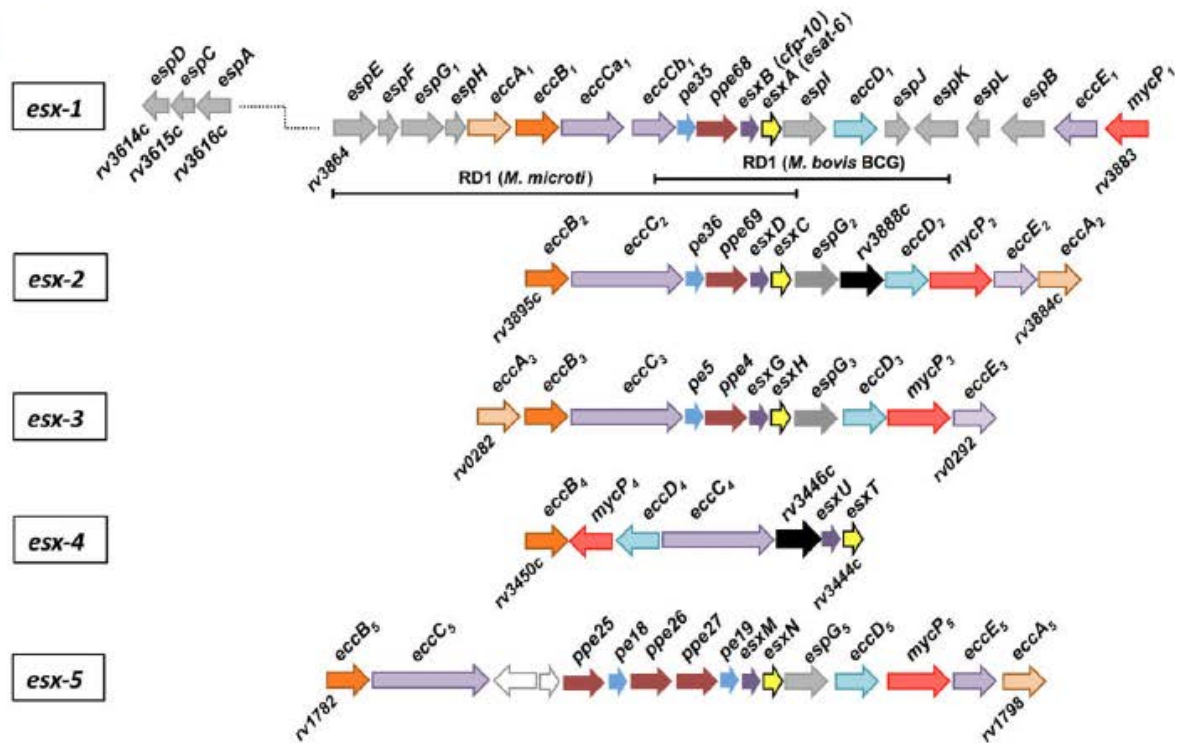 esx-1
espD espC espA espE espF espG1 espH eccA1 eccB1 eccCa1 eccCb1 pe35 ppe68 esxB (cfp-10) esxA (esat-6) espI eccD1 espJ espK espL espB eccE1 mycP1
rv3614c rv3615c rv3616c rv3864 rv3883
RD1 (M. bovis BCG)
RD1 (M. microti)
esx-2
eccB2 eccC2 pe36 ppe69 esxD esxC espG2 rv3888c eccD2 mycP2 eccE2 eccA2
rv3895c rv3884c
esx-3
eccA3 eccB3 eccC3 pe5 ppe4 esxG esxH espG3 eccD3 mycP3 eccE3
rv0282 rv0292
esx-4
eccB4 mycP4 eccD4 eccC4 rv3446c esxU esxT
rv3450c rv3444c
esx-5
eccB5 eccC5 ppe25 pe18 ppe26 ppe27 pe19 esxM esxN espG5 eccD5 mycP5 eccE5 eccA5
rv1782 rv1798